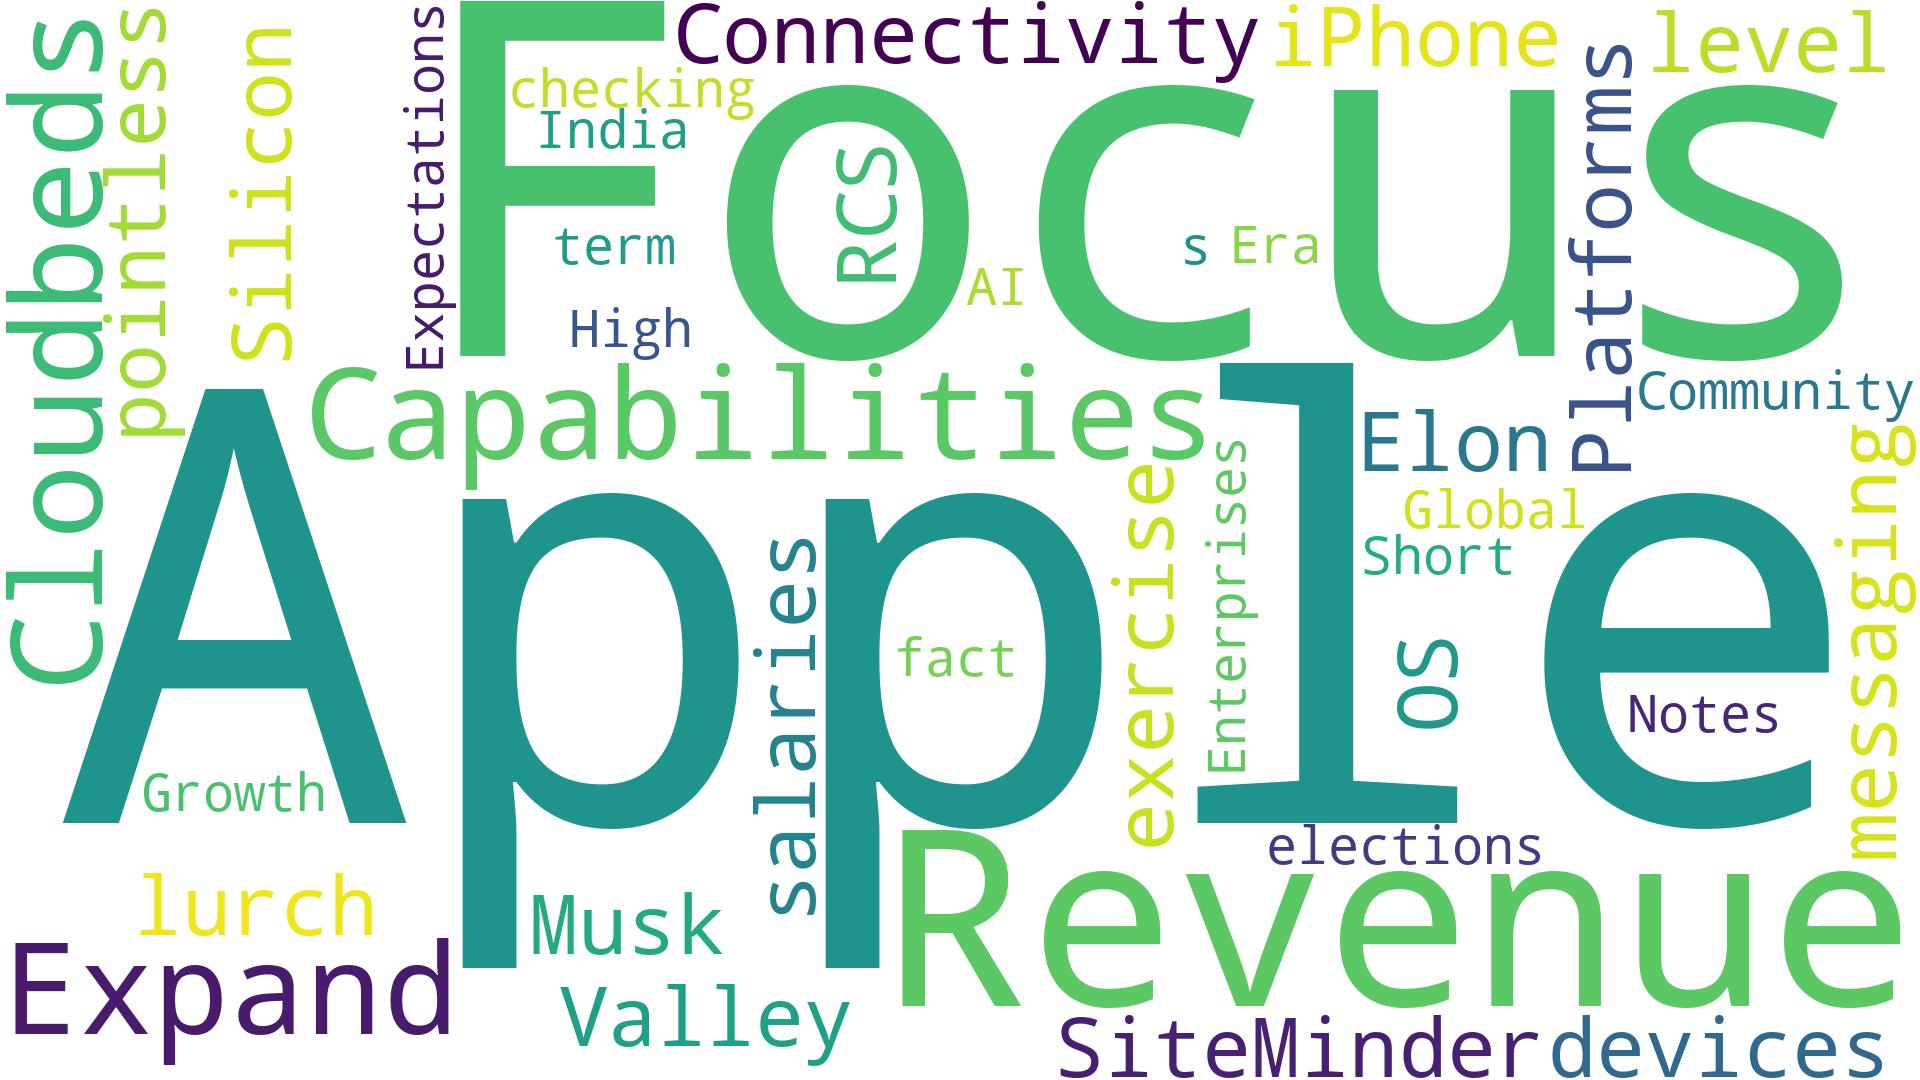 Cloudbeds
pointless
Silicon
Expectations
Focus
Connectivity
iPhone
level
checking
India
RCS
term
s
Era
AI
High
Platforms
Capabilities
Apple
Elon
Community
Global
Short
messaging
exercise
Enterprises
salaries
fact
OS
Notes
Growth
elections
lurch
Musk
Revenue
Expand
Valley
SiteMinder
devices